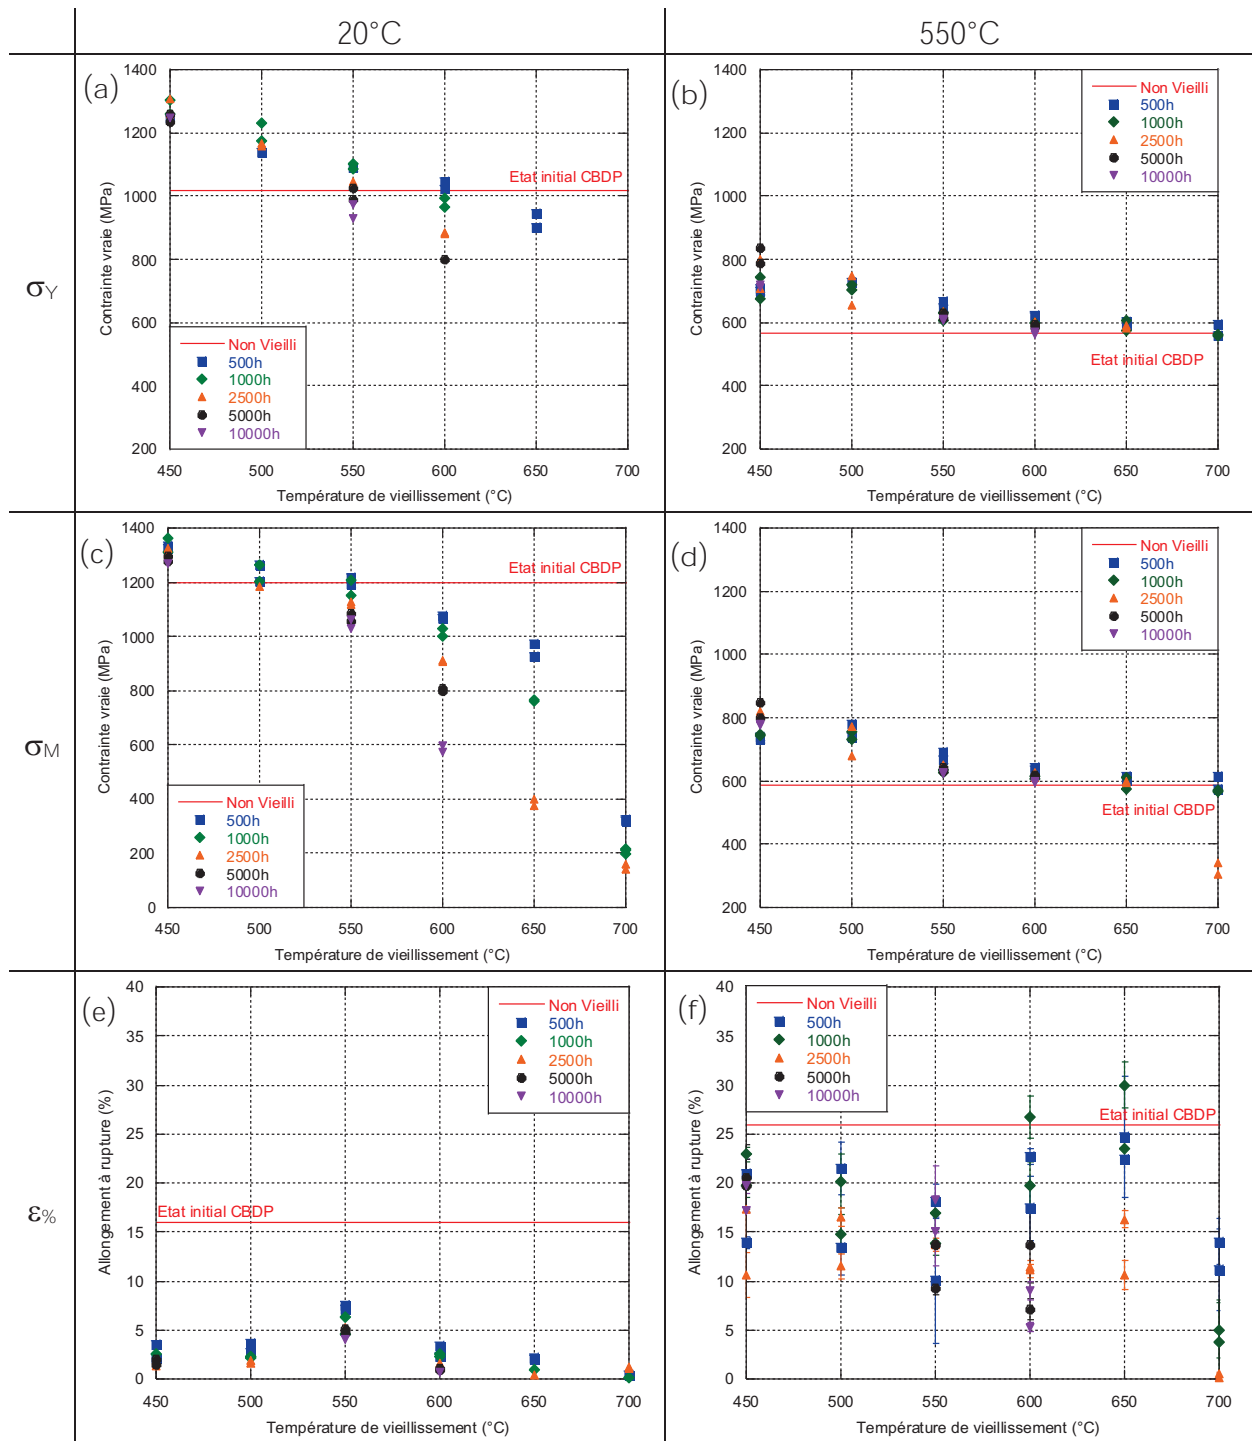 20°C
550°C
σY
(a)
1400
1200
1000
800
600
400
200
Contrainte vraie (MPa)
Etat initial CBDP
Non Vieilli
500h
1000h
2500h
5000h
10000h
450 500 550 600 650 700
Température de vieillissement (°C)
(b)
1400
1200
1000
800
600
400
200
Contrainte vraie (MPa)
Non Vieilli
500h
1000h
2500h
5000h
10000h
Etat initial CBDP
450 500 550 600 650 700
Température de vieillissement (°C)
σM
(c)
1400
1200
1000
800
600
400
200
0
Contrainte vraie (MPa)
Etat initial CBDP
Non Vieilli
500h
1000h
2500h
5000h
10000h
450 500 550 600 650 700
Température de vieillissement (°C)
(d)
1400
1200
1000
800
600
400
200
Contrainte vraie (MPa)
Non Vieilli
500h
1000h
2500h
5000h
10000h
Etat initial CBDP
450 500 550 600 650 700
Température de vieillissement (°C)
ε%
(e)
40
35
30
25
20
15
10
5
0
Allongement à rupture (%)
Non Vieilli
500h
1000h
2500h
5000h
10000h
Etat initial CBDP
450 500 550 600 650 700
Température de vieillissement (°C)
(f)
40
35
30
25
20
15
10
5
0
Allongement à rupture (%)
Non Vieilli
500h
1000h
2500h
5000h
10000h
Etat initial CBDP
450 500 550 600 650 700
Température de vieillissement (°C)